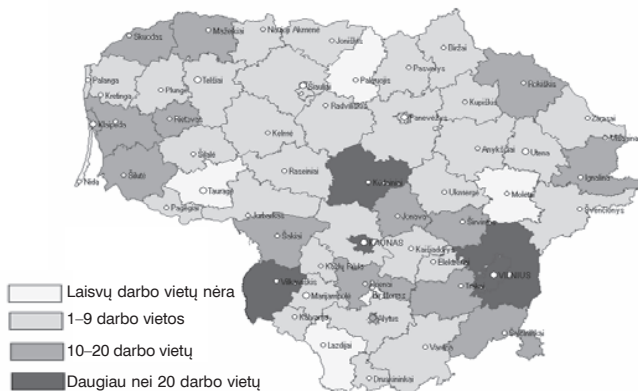 Skuodas
Mažeikiai
Naujoji Akmenė
Joniškis
Biržai
Palanga
Kretinga
Plungė
Telšiai
Šiauliai
Pakruojis
Pasvalys
Rokiškis
Klaipėda
Rietavas
Kelmė
Radviliškis
Panevėžys
Kupiškis
Zarasai
Šilutė
Šilalė
Raseiniai
Anykščiai
Utena
Ignalina
Nida
Pagėgiai
Tauragė
Jurbarkas
Kėdainiai
Ukmergė
Molėtai
Švenčionys
Šakiai
Jonava
Širvintos
KAUNAS
Kaišiadorys
Elektrėnai
VILNIUS
Vilkaviškis
Kazlų Rūda
Marijampolė
Prienai
Birštonas
Trakai
Kalvarija
Alytus
Šalčininkai
Lazdijai
Varėna
Druskininkai
Laisvų darbo vietų nėra
1–9 darbo vietos
10–20 darbo vietų
Daugiau nei 20 darbo vietų